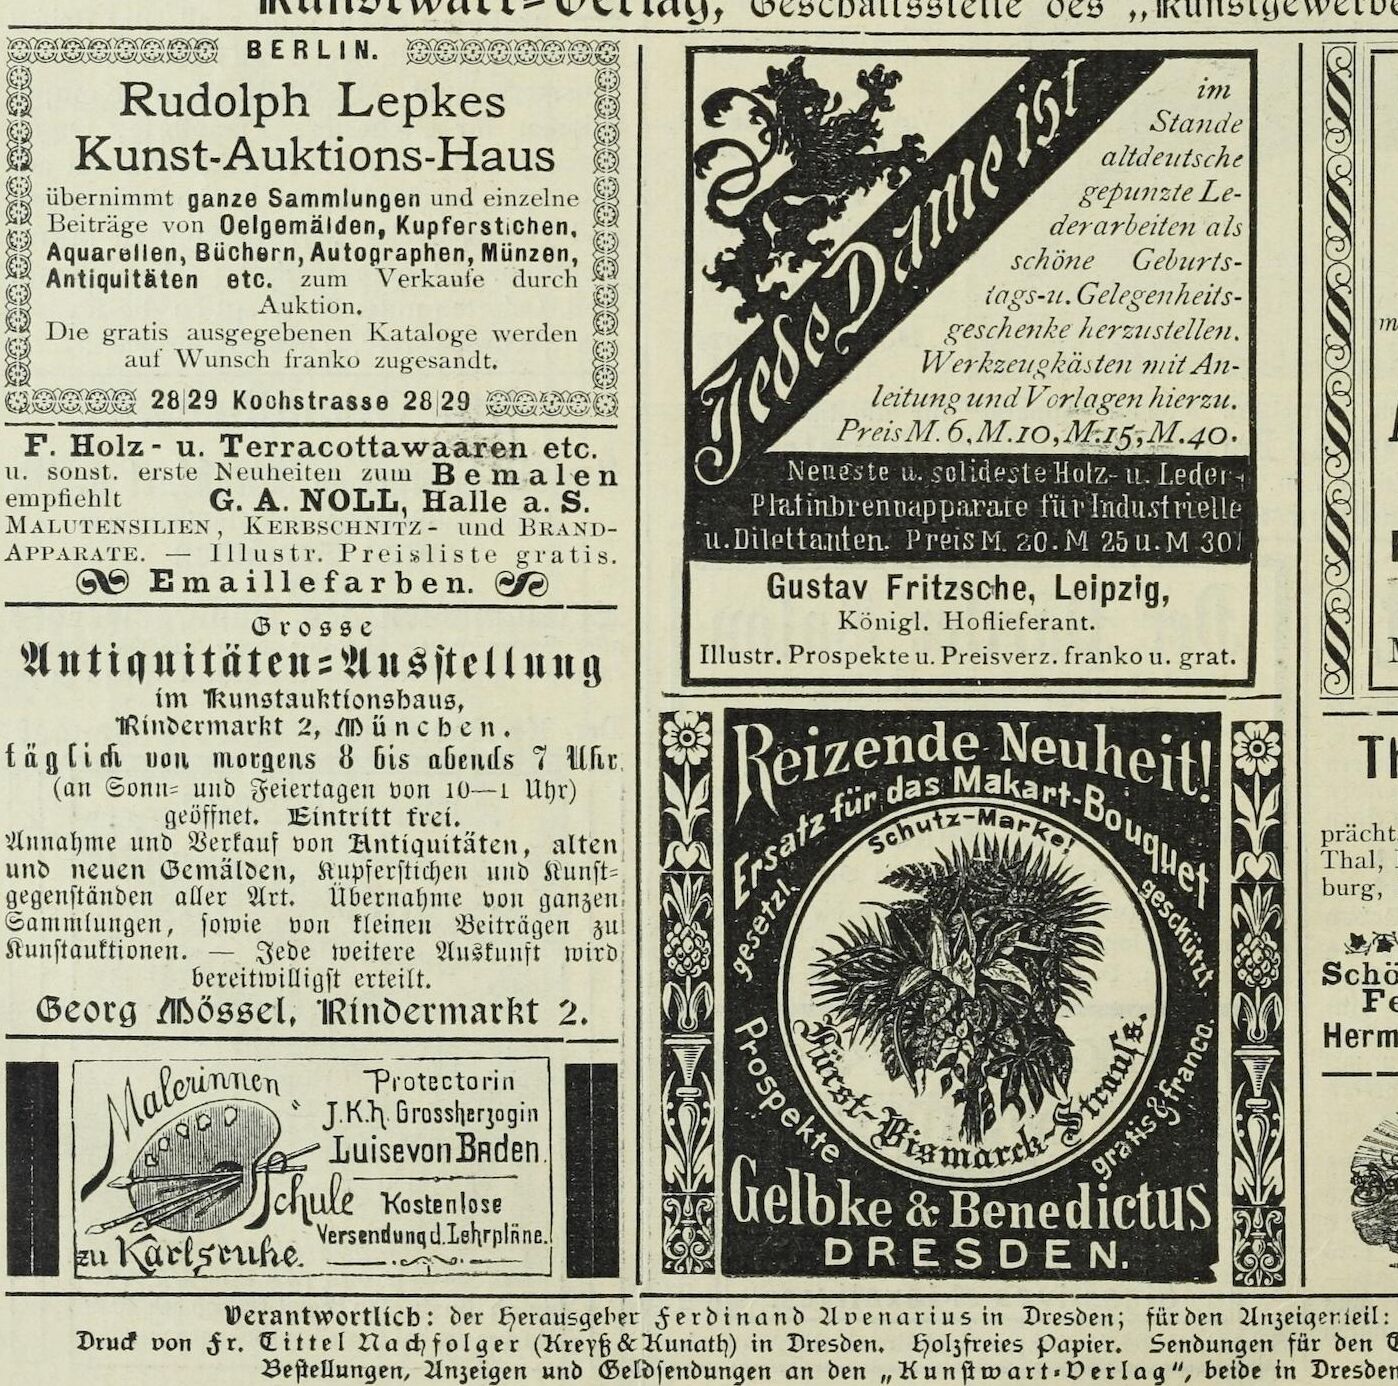 Kunstwart-Verlag, Geschäftsstelle des „Kunstgewerbe
BERLIN.
Rudolph Lepkes
Kunst-Auktions-Haus
übernimmt ganze Sammlungen und einzelne
Beiträge von Oelgemälden, Kupferstichen,
Aquarellen, Büchern, Autographen, Münzen,
Antiquitäten etc. zum Verkaufe durch
Auktion.
Die gratis ausgegebenen Kataloge werden
auf Wunsch franko zugesandt.
28|29 Kochstrasse 28|29
F. Holz- u. Terracottawaaren etc.
u. sonst. erste Neuheiten zum Bemalen
empfiehlt G. A. NOLL, Halle a. S.
MALUTENSILIEN, KERBSCHNITZ- und BRAND-
APPARATE. — Illustr. Preisliste gratis.
Emaillefarben.
Grosse
Antiquitäten-Ausstellung
im Kunstauktionshaus,
Rindermarkt 2, München.
täglich von morgens 8 bis abends 7 Uhr
(an Sonn- und Feiertagen von 10—1 Uhr)
geöffnet. Eintritt frei.
Annahme und Verkauf von Antiquitäten, alten
und neuen Gemälden, Kupferstichen und Kunst-
gegenständen aller Art. Übernahme von ganzen
Sammlungen, sowie von kleinen Beiträgen zu
Kunstauktionen. — Jede weitere Auskunft wird
bereitwilligst erteilt.
Georg Mössel, Rindermarkt 2.
Malerinnen
Schule
zu Karlsruhe.
Protectorin
J.K.H. Grossherzogin
Luise von Baden.
Kostenlose
Versendung d. Lehrpläne.
Jede Dame ist
im
Stande
altdeutsche
gepunzte Le-
derarbeiten als
schöne Geburts-
tags-u. Gelegenheits-
geschenke herzustellen.
Werkzeugkästen mit An-
leitung und Vorlagen hierzu.
Preis M. 6, M. 10, M. 15, M. 40.
Neueste u. solideste Holz- u. Leder-
Platinbrennapparate für Industrielle
u. Dilettanten. Preis M. 20. M 25 u. M 30
Gustav Fritzsche, Leipzig,
Königl. Hoflieferant.
Illustr. Prospekte u. Preisverz. franko u. grat.
Reizende Neuheit!
Ersatz für das Makart-Bouquet
gesetzl. geschützt.
Schutz-Marke!
Fürst-Bismarck-Strauss.
Prospekte gratis & franco.
Gelbke & Benedictus
DRESDEN.
prächt
Thal,
burg,
Schö
Fe
Herm
Verantwortlich: der Herausgeber Ferdinand Avenarius in Dresden; für den Anzeigenteil:
Druck von Fr. Tittel Nachfolger (Kreyß & Kunath) in Dresden. Holzfreies Papier. Sendungen für den
Bestellungen, Anzeigen und Geldsendungen an den „Kunstwart-Verlag", beide in Dresden